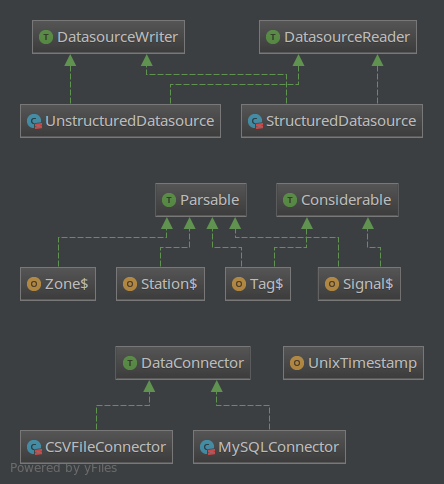 DatasourceWriter DatasourceReader
UnstructuredDatasource StructuredDatasource
Parsable Considerable
Zone$ Station$ Tag$ Signal$
DataConnector UnixTimestamp
CSVFileConnector MySQLConnector
Powered by yFiles